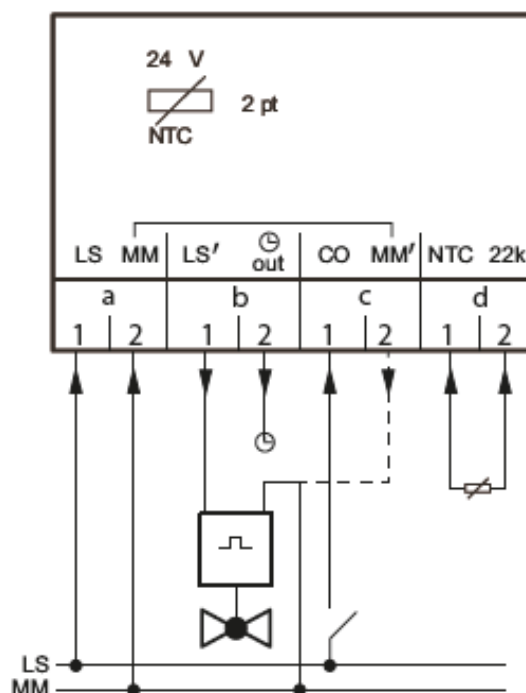 24 V
2 pt
NTC
LS MM LS' out CO MM' NTC 22k
a b c d
1 2 1 2 1 2 1 2
LS
MM